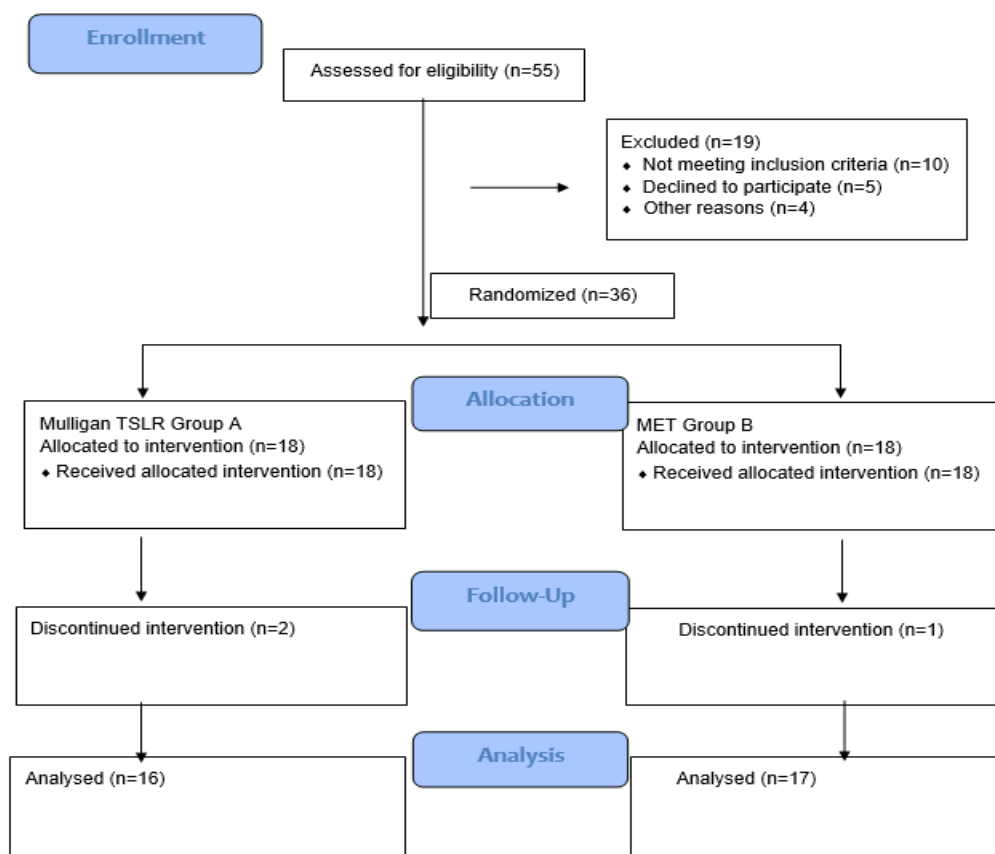 Enrollment
Assessed for eligibility (n=55)
Excluded (n=19)
♦ Not meeting inclusion criteria (n=10)
♦ Declined to participate (n=5)
♦ Other reasons (n=4)
Randomized (n=36)
Allocation
Mulligan TSLR Group A
Allocated to intervention (n=18)
♦ Received allocated intervention (n=18)
MET Group B
Allocated to intervention (n=18)
♦ Received allocated intervention (n=18)
Follow-Up
Discontinued intervention (n=2)
Discontinued intervention (n=1)
Analysis
Analysed (n=16)
Analysed (n=17)